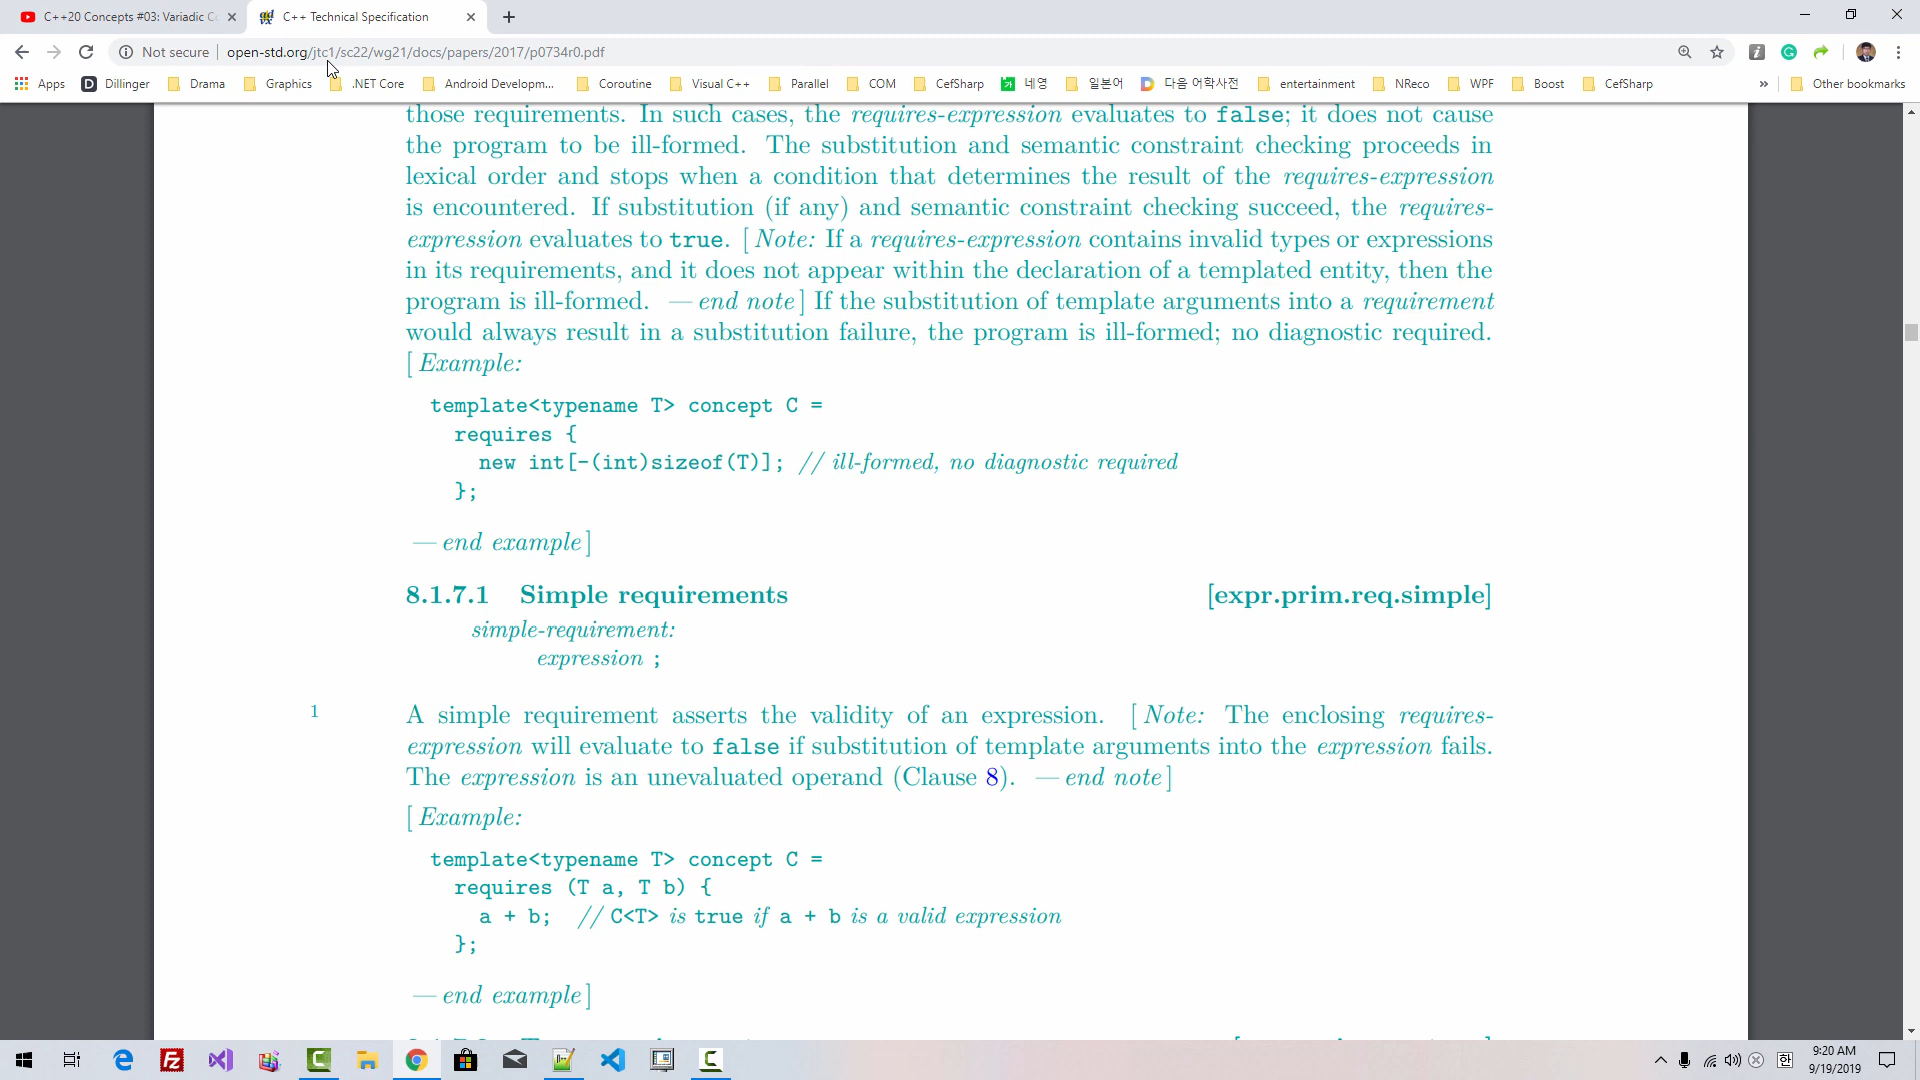 C++20 Concepts #03: Variadic C
C++ Technical Specification
Not secure
open-std.org/jtc1/sc22/wg21/docs/papers/2017/p0734r0.pdf
Apps
Dillinger
Drama
Graphics
.NET Core
Android Developm...
Coroutine
Visual C++
Parallel
COM
CefSharp
네영
일본어
다음 어학사전
entertainment
NReco
WPF
Boost
CefSharp
»
Other bookmarks
those requirements. In such cases, the requires-expression evaluates to false; it does not cause
the program to be ill-formed. The substitution and semantic constraint checking proceeds in
lexical order and stops when a condition that determines the result of the requires-expression
is encountered. If substitution (if any) and semantic constraint checking succeed, the requires-
expression evaluates to true. [ Note: If a requires-expression contains invalid types or expressions
in its requirements, and it does not appear within the declaration of a templated entity, then the
program is ill-formed. — end note ] If the substitution of template arguments into a requirement
would always result in a substitution failure, the program is ill-formed; no diagnostic required.
[ Example:
template<typename T> concept C =
requires {
new int[-(int)sizeof(T)]; // ill-formed, no diagnostic required
};
— end example ]
8.1.7.1 Simple requirements [expr.prim.req.simple]
simple-requirement:
expression ;
1 A simple requirement asserts the validity of an expression. [ Note: The enclosing requires-
expression will evaluate to false if substitution of template arguments into the expression fails.
The expression is an unevaluated operand (Clause 8). — end note ]
[ Example:
template<typename T> concept C =
requires (T a, T b) {
a + b; // C<T> is true if a + b is a valid expression
};
— end example ]
한
9:20 AM
9/19/2019